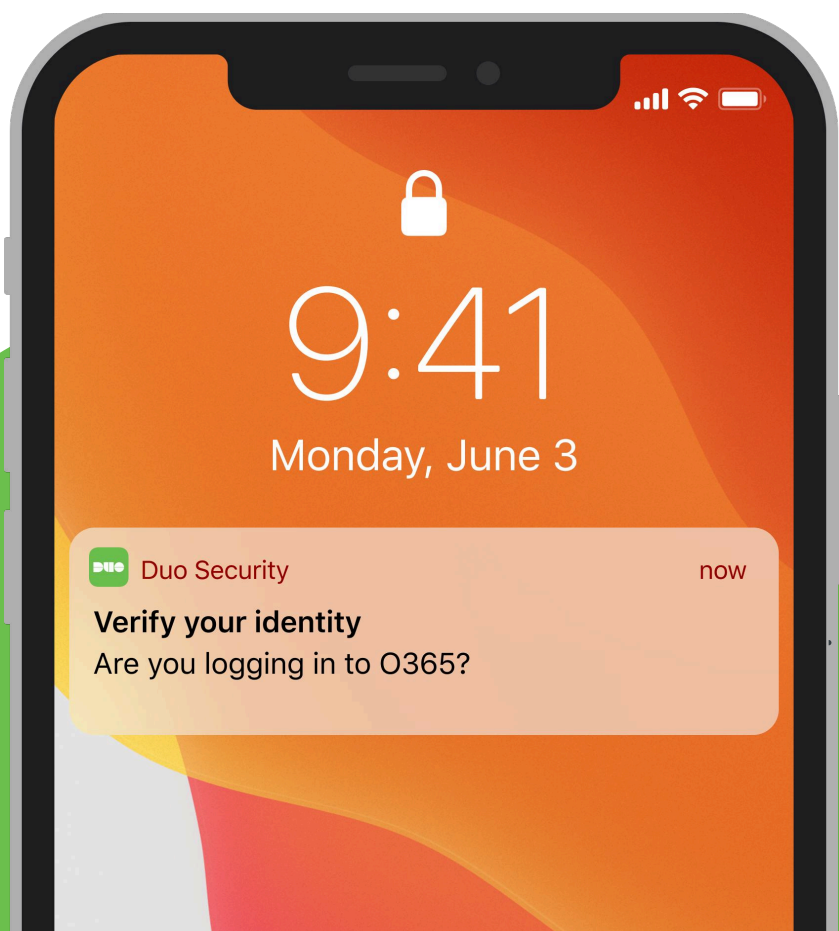 9:41
Monday, June 3
DUO Duo Security now
Verify your identity
Are you logging in to O365?